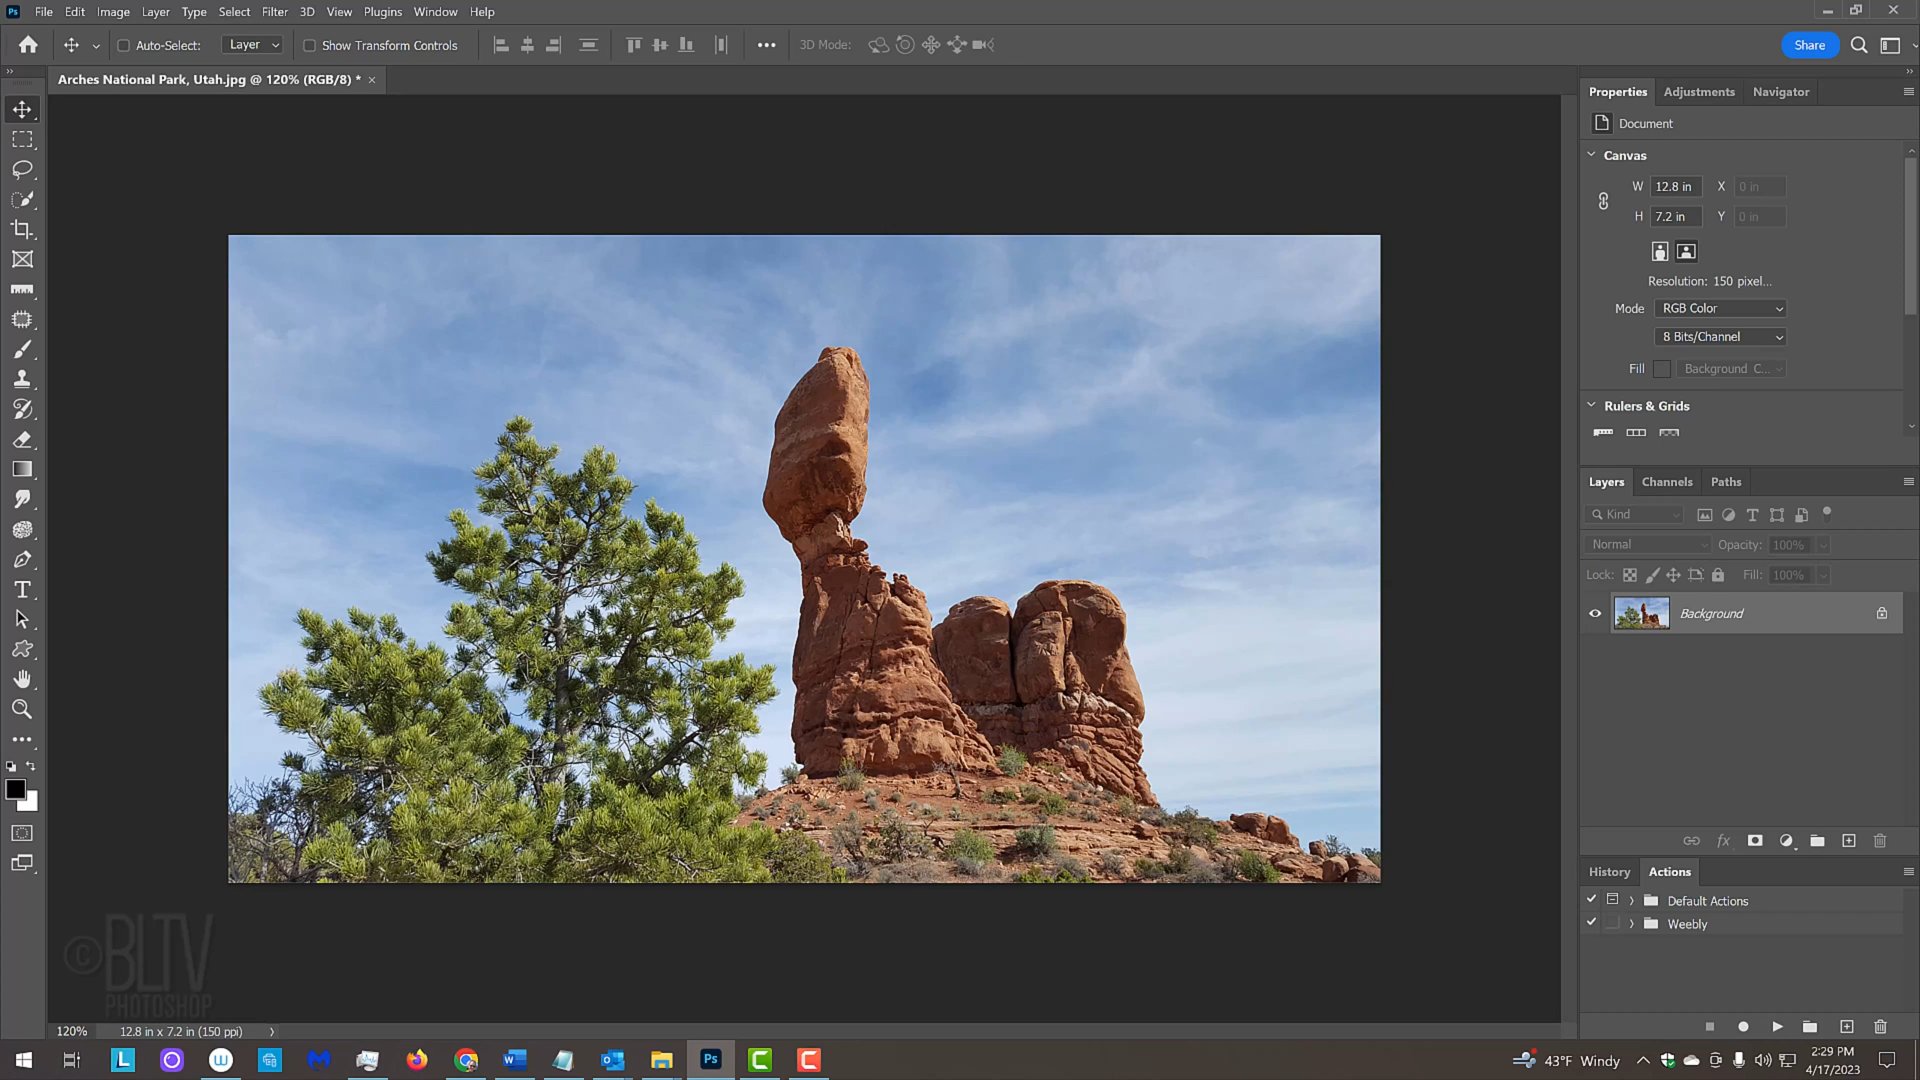 Ps File Edit Image Layer Type Select Filter 3D View Plugins Window Help
Auto-Select: Layer Show Transform Controls 3D Mode: Share
Arches National Park, Utah.jpg @ 120% (RGB/8) *
Properties Adjustments Navigator
Document
Canvas
W 12.8 in X 0 in
H 7.2 in Y 0 in
Resolution: 150 pixel...
Mode RGB Color
8 Bits/Channel
Fill Background C...
Rulers & Grids
Layers Channels Paths
Kind
Normal Opacity: 100%
Lock: Fill: 100%
Background
fx
History Actions
Default Actions
Weebly
©BLTV
PHOTOSHOP
120% 12.8 in x 7.2 in (150 ppi)
43°F Windy
2:29 PM
4/17/2023